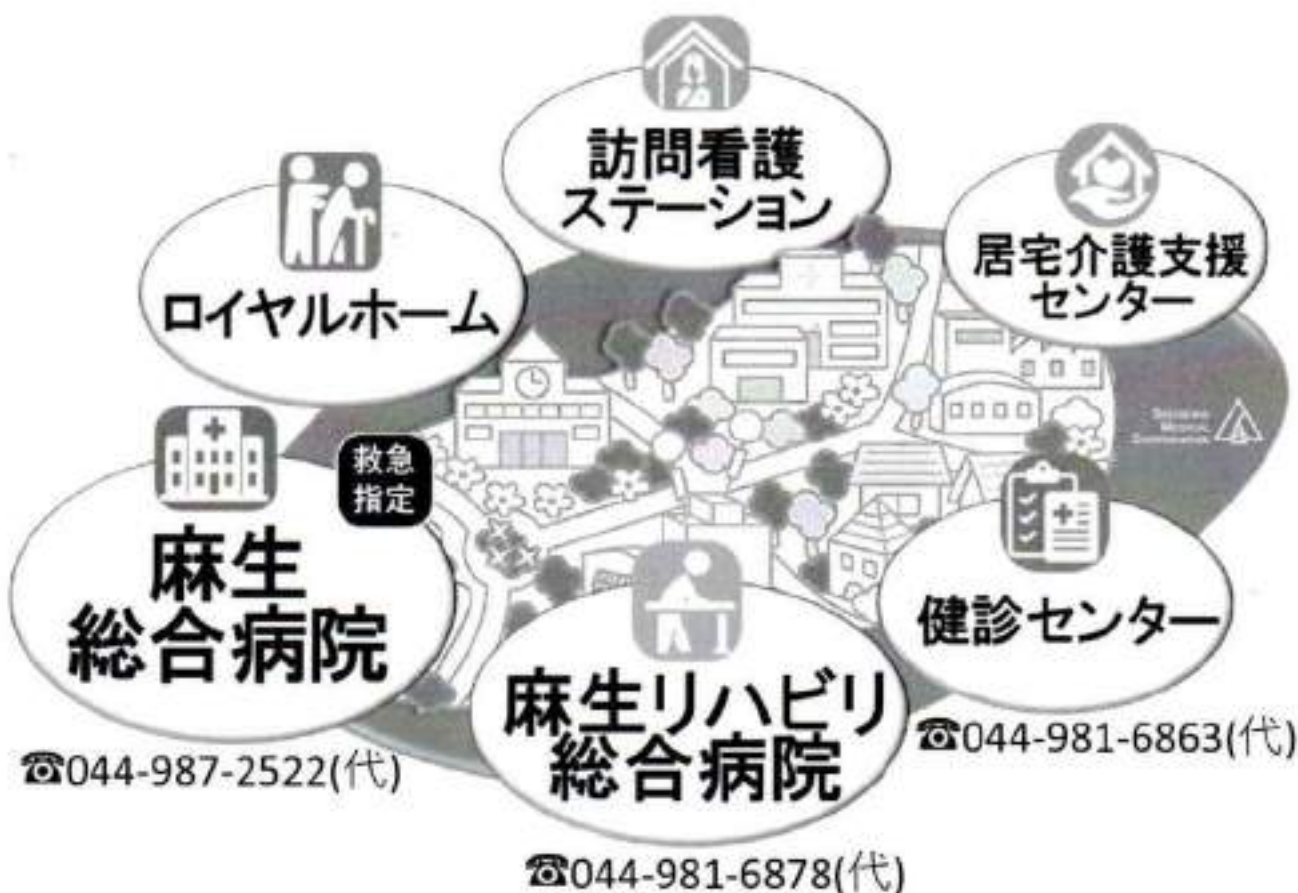 訪問看護
ステーション
居宅介護支援
センター
ロイヤルホーム
救急
指定
麻生
総合病院
☎044-987-2522(代)
麻生リハビリ
総合病院
☎044-981-6878(代)
健診センター
☎044-981-6863(代)